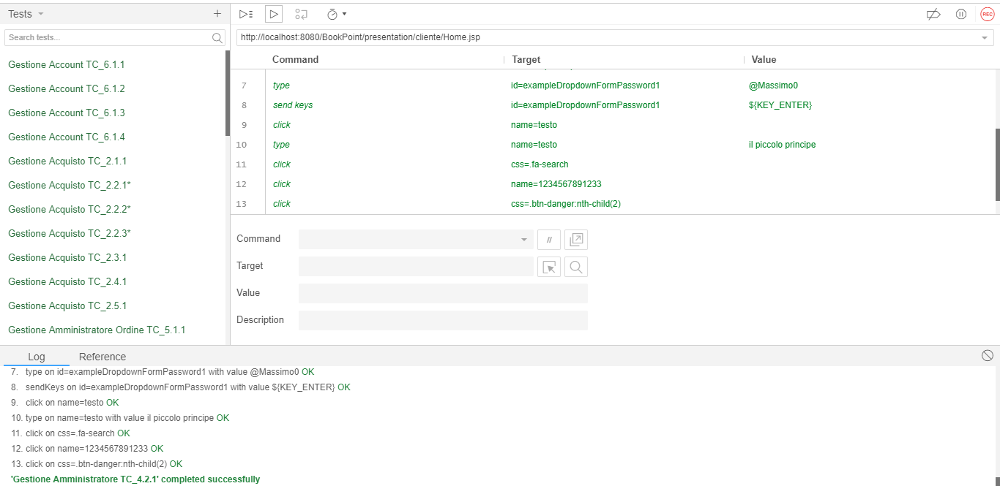 Tests
Search tests...
Gestione Account TC_6.1.1
Gestione Account TC_6.1.2
Gestione Account TC_6.1.3
Gestione Account TC_6.1.4
Gestione Acquisto TC_2.1.1
Gestione Acquisto TC_2.2.1*
Gestione Acquisto TC_2.2.2*
Gestione Acquisto TC_2.2.3*
Gestione Acquisto TC_2.3.1
Gestione Acquisto TC_2.4.1
Gestione Acquisto TC_2.5.1
Gestione Amministratore Ordine TC_5.1.1
REC
http://localhost:8080/BookPoint/presentation/cliente/Home.jsp
Command Target Value
7 type id=exampleDropdownFormPassword1 @Massimo0
8 send keys id=exampleDropdownFormPassword1 ${KEY_ENTER}
9 click name=testo
10 type name=testo il piccolo principe
11 click css=.fa-search
12 click name=1234567891233
13 click css=.btn-danger:nth-child(2)
Command //
Target
Value
Description
Log Reference
7. type on id=exampleDropdownFormPassword1 with value @Massimo0 OK
8. sendKeys on id=exampleDropdownFormPassword1 with value ${KEY_ENTER} OK
9. click on name=testo OK
10. type on name=testo with value il piccolo principe OK
11. click on css=.fa-search OK
12. click on name=1234567891233 OK
13. click on css=.btn-danger:nth-child(2) OK
'Gestione Amministratore TC_4.2.1' completed successfully